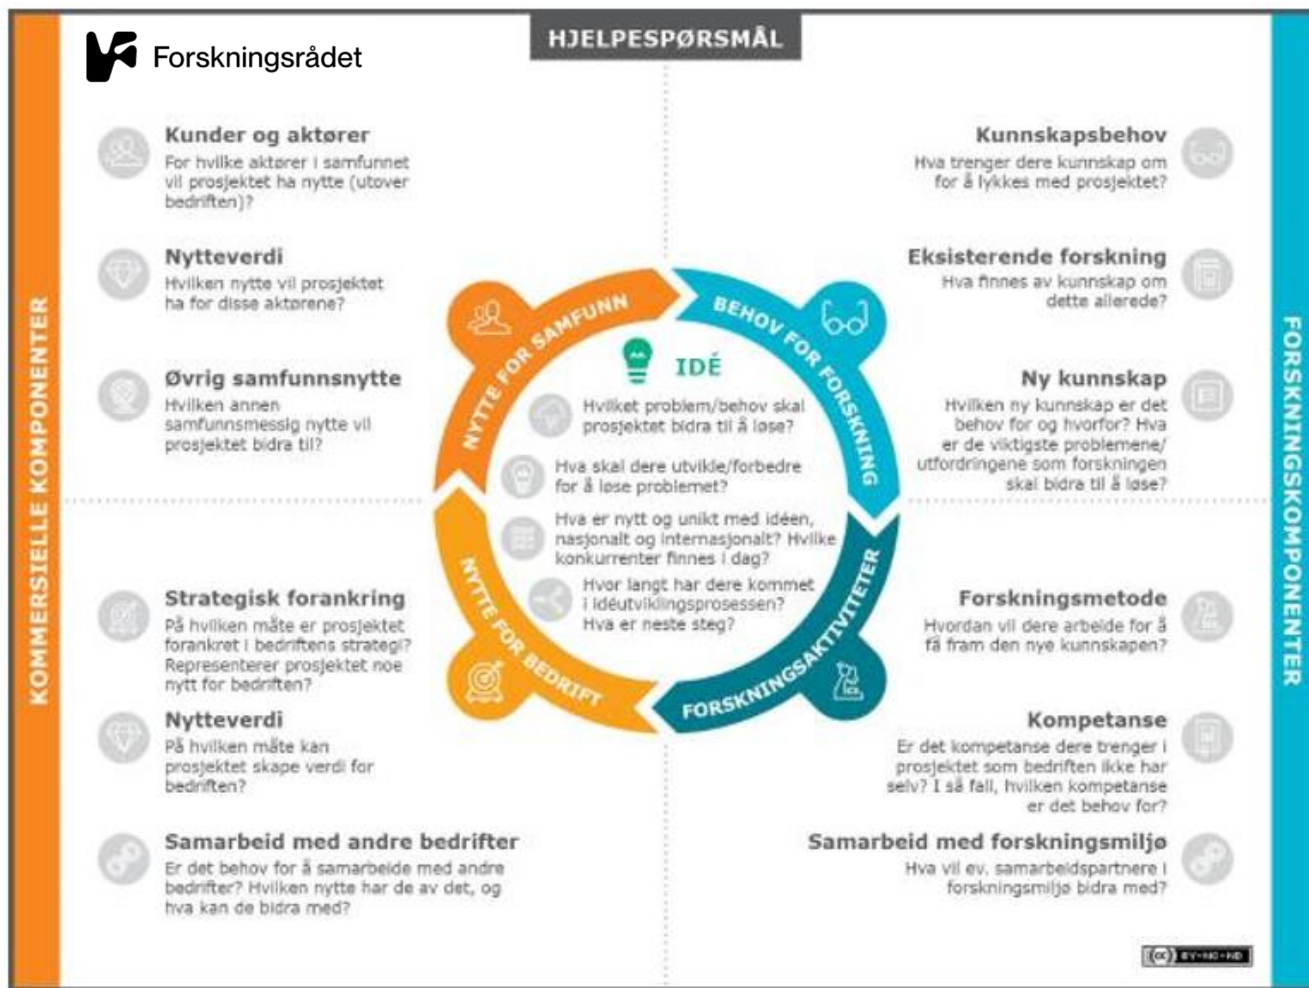 Forskningsrådet
HJELPESPØRSMÅL
KOMMERSIELLE KOMPONENTER
Kunder og aktører
For hvilke aktører i samfunnet
vil prosjektet ha nytte (utover
bedriften)?
Nytteverdi
Hvilken nytte vil prosjektet
ha for disse aktørene?
Øvrig samfunnsnytte
Hvilken annen
samfunnsmessig nytte vil
prosjektet bidra til?
Strategisk forankring
På hvilken måte er prosjektet
forankret i bedriftens strategi?
Representerer prosjektet noe
nytt for bedriften?
Nytteverdi
På hvilken måte kan
prosjektet skape verdi for
bedriften?
Samarbeid med andre bedrifter
Er det behov for å samarbeide med andre
bedrifter? Hvilken nytte har de av det, og
hva kan de bidra med?
NYTTE FOR SAMFUNN
BEHOV FOR FORSKNING
FORSKNINGSAKTIVITETER
NYTTE FOR BEDRIFT
IDÉ
Hvilket problem/behov skal
prosjektet bidra til å løse?
Hva skal dere utvikle/forbedre
for å løse problemet?
Hva er nytt og unikt med idéen,
nasjonalt og internasjonalt? Hvilke
konkurrenter finnes i dag?
Hvor langt har dere kommet
i idéutviklingsprosessen?
Hva er neste steg?
Kunnskapsbehov
Hva trenger dere kunnskap om
for å lykkes med prosjektet?
Eksisterende forskning
Hva finnes av kunnskap om
dette allerede?
Ny kunnskap
Hvilken ny kunnskap er det
behov for og hvorfor? Hva
er de viktigste problemene/
utfordringene som forskningen
skal bidra til å løse?
Forskningsmetode
Hvordan vil dere arbeide for å
få fram den nye kunnskapen?
Kompetanse
Er det kompetanse dere trenger i
prosjektet som bedriften ikke har
selv? I så fall, hvilken kompetanse
er det behov for?
Samarbeid med forskningsmiljø
Hva vil ev. samarbeidspartnere i
forskningsmiljø bidra med?
FORSKNINGSKOMPONENTER
(cc) BY-NC-ND